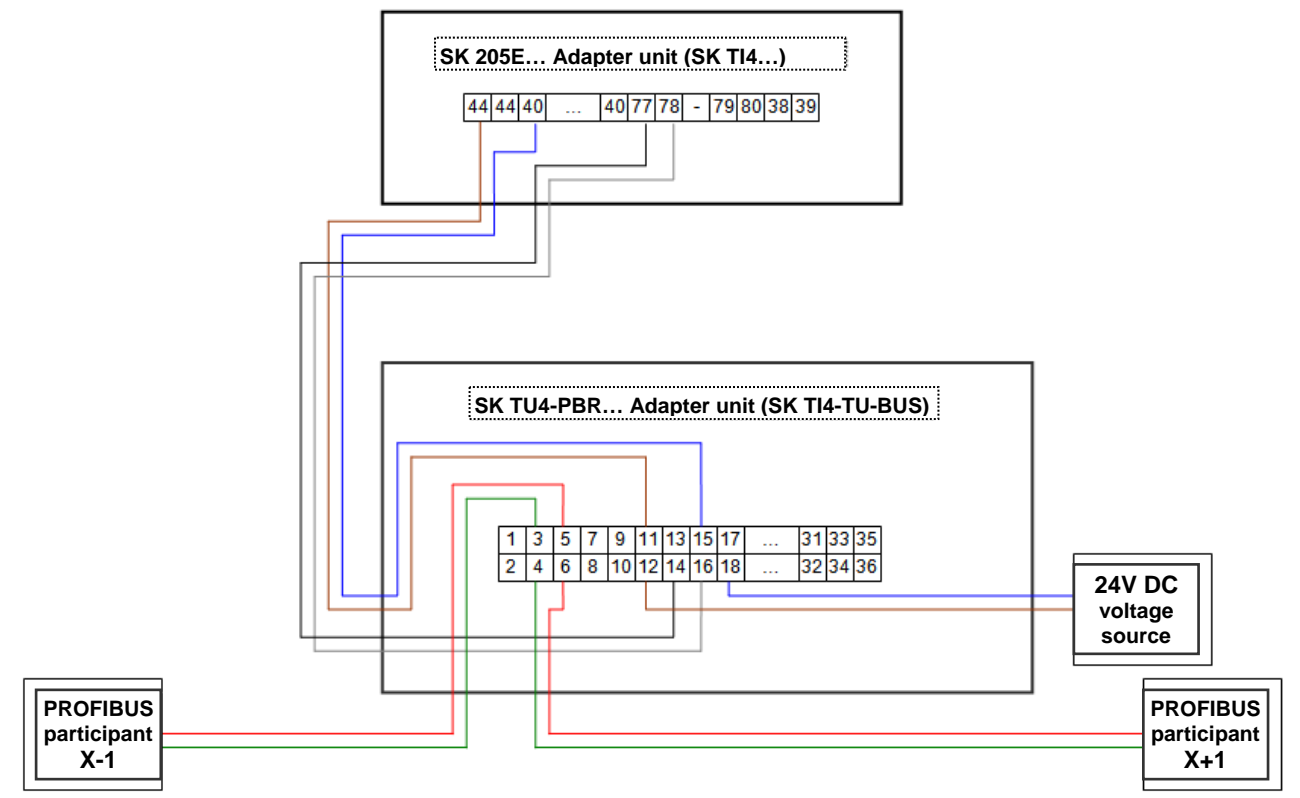 SK 205E… Adapter unit (SK TI4…)
44 44 40 ... 40 77 78 - 79 80 38 39
SK TU4-PBR… Adapter unit (SK TI4-TU-BUS)
1 3 5 7 9 11 13 15 17 ... 31 33 35
2 4 6 8 10 12 14 16 18 ... 32 34 36
24V DC
voltage
source
PROFIBUS
participant
X-1
PROFIBUS
participant
X+1